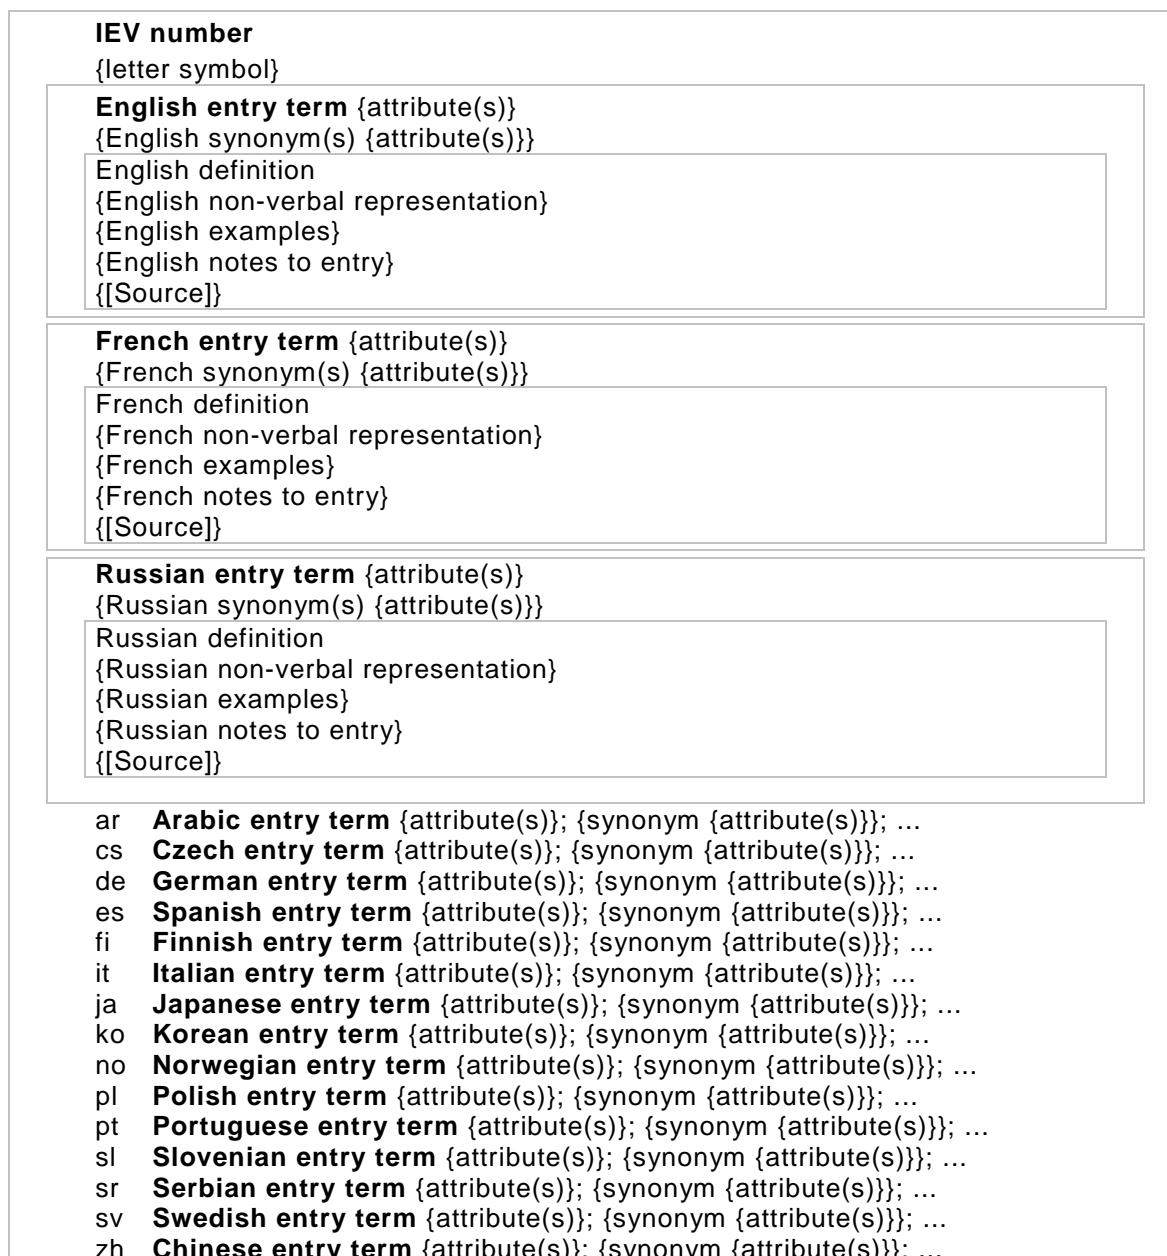 IEV number
{letter symbol}
English entry term {attribute(s)}
{English synonym(s) {attribute(s)}}
English definition
{English non-verbal representation}
{English examples}
{English notes to entry}
{[Source]}
French entry term {attribute(s)}
{French synonym(s) {attribute(s)}}
French definition
{French non-verbal representation}
{French examples}
{French notes to entry}
{[Source]}
Russian entry term {attribute(s)}
{Russian synonym(s) {attribute(s)}}
Russian definition
{Russian non-verbal representation}
{Russian examples}
{Russian notes to entry}
{[Source]}
ar Arabic entry term {attribute(s)}; {synonym {attribute(s)}}; ...
cs Czech entry term {attribute(s)}; {synonym {attribute(s)}}; ...
de German entry term {attribute(s)}; {synonym {attribute(s)}}; ...
es Spanish entry term {attribute(s)}; {synonym {attribute(s)}}; ...
fi Finnish entry term {attribute(s)}; {synonym {attribute(s)}}; ...
it Italian entry term {attribute(s)}; {synonym {attribute(s)}}; ...
ja Japanese entry term {attribute(s)}; {synonym {attribute(s)}}; ...
ko Korean entry term {attribute(s)}; {synonym {attribute(s)}}; ...
no Norwegian entry term {attribute(s)}; {synonym {attribute(s)}}; ...
pl Polish entry term {attribute(s)}; {synonym {attribute(s)}}; ...
pt Portuguese entry term {attribute(s)}; {synonym {attribute(s)}}; ...
sl Slovenian entry term {attribute(s)}; {synonym {attribute(s)}}; ...
sr Serbian entry term {attribute(s)}; {synonym {attribute(s)}}; ...
sv Swedish entry term {attribute(s)}; {synonym {attribute(s)}}; ...
zh Chinese entry term {attribute(s)}; {synonym {attribute(s)}}; ...